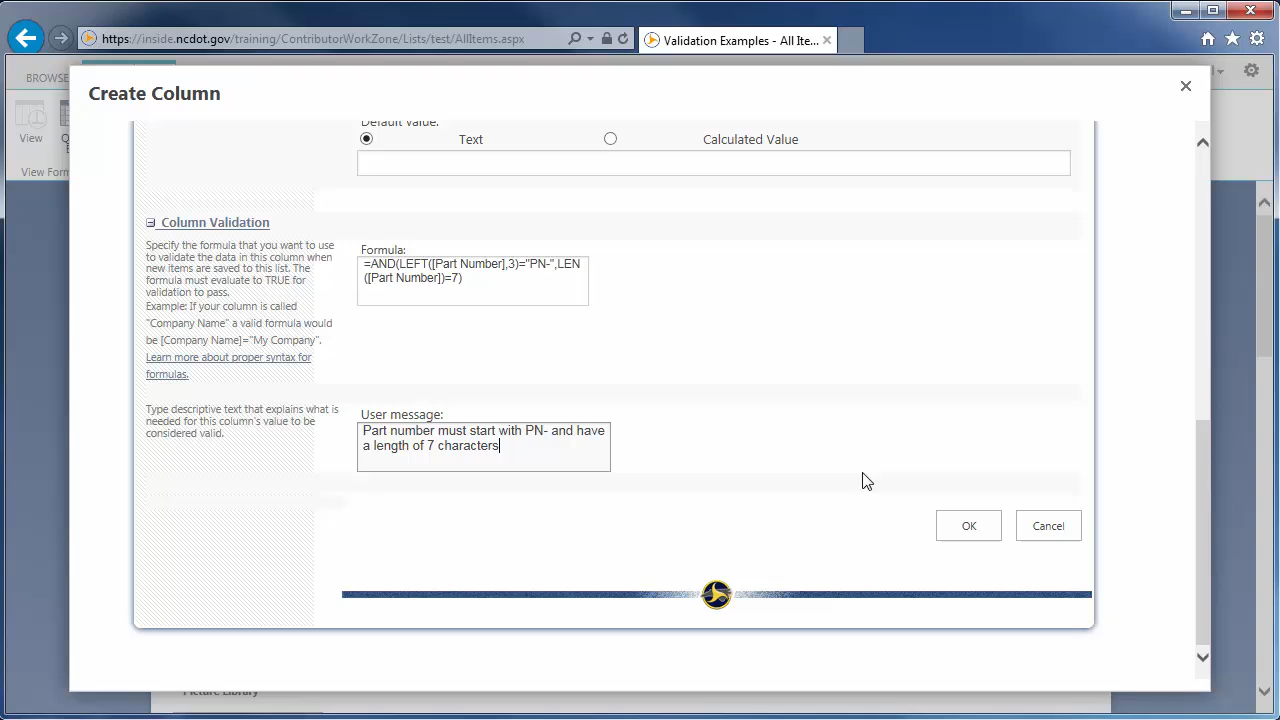 https://inside.ncdot.gov/training/ContributorWorkZone/Lists/test/AllItems.aspx
Validation Examples - All Ite...
BROWS
Create Column
View
View Form
Default value:
Text
Calculated Value
Column Validation
Specify the formula that you want to use
to validate the data in this column when
new items are saved to this list. The
formula must evaluate to TRUE for
validation to pass.
Example: If your column is called
"Company Name" a valid formula would
be [Company Name]="My Company".
Learn more about proper syntax for
formulas.
Formula:
=AND(LEFT([Part Number],3)="PN-",LEN
([Part Number])=7)
Type descriptive text that explains what is
needed for this column's value to be
considered valid.
User message:
Part number must start with PN- and have
a length of 7 characters
OK
Cancel
Picture Library